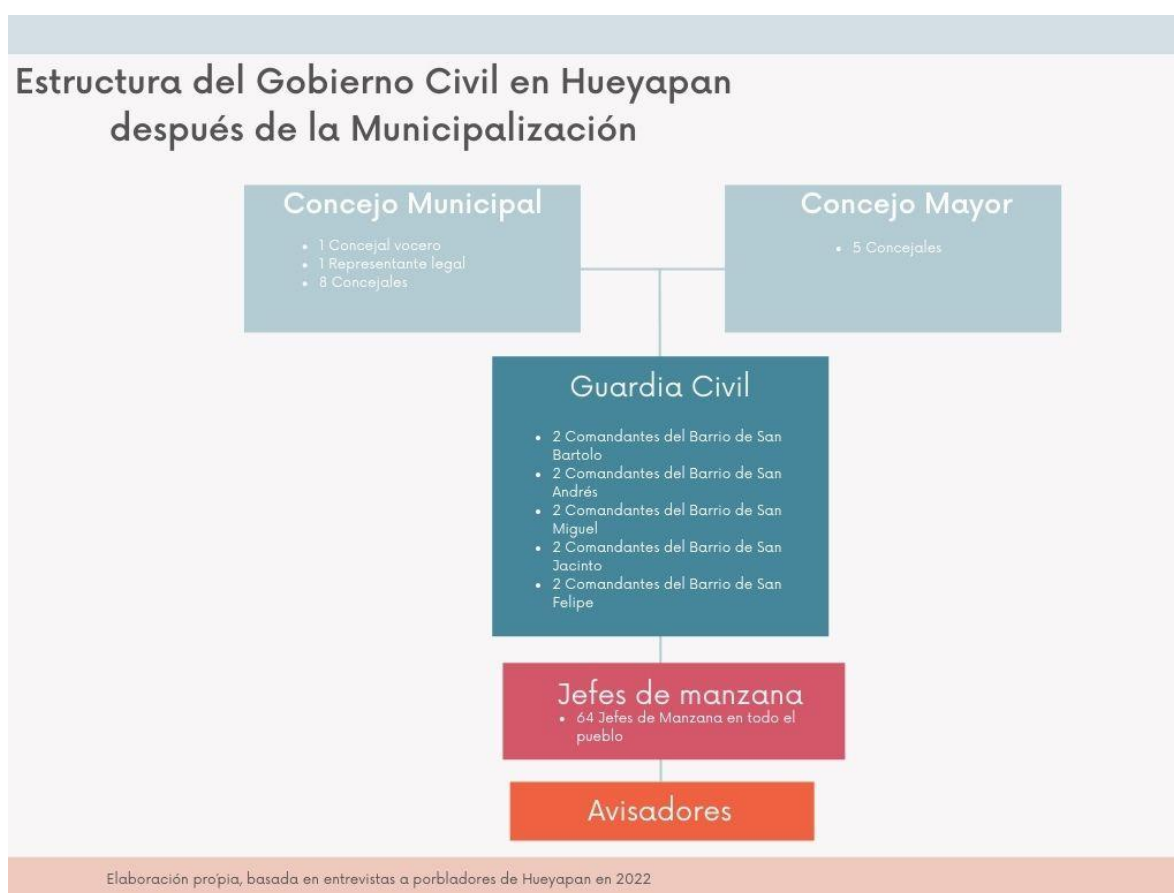 Estructura del Gobierno Civil en Hueyapan
después de la Municipalización
Concejo Municipal
• 1 Concejal vocero
• 1 Representante legal
• 8 Concejales
Concejo Mayor
• 5 Concejales
Guardia Civil
• 2 Comandantes del Barrio de San
Bartolo
• 2 Comandantes del Barrio de San
Andrés
• 2 Comandantes del Barrio de San
Miguel
• 2 Comandantes del Barrio de San
Jacinto
• 2 Comandantes del Barrio de San
Felipe
Jefes de manzana
• 64 Jefes de Manzana en todo el
pueblo
Avisadores
Elaboración pro´pia, basada en entrevistas a porbladores de Hueyapan en 2022